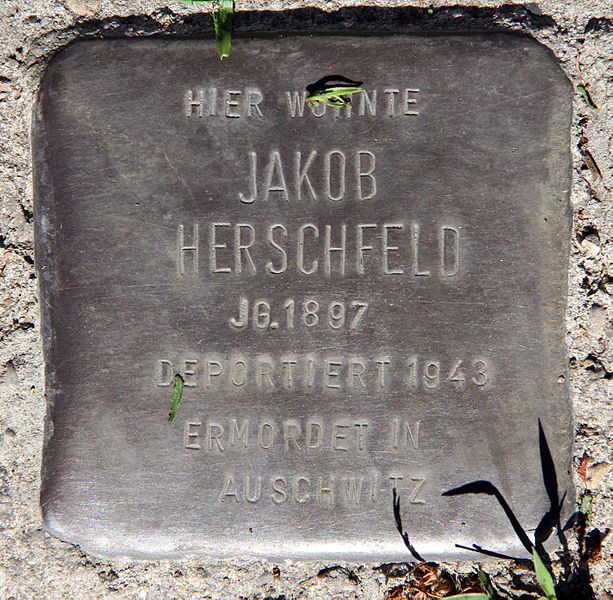 HIER WOHNTE
JAKOB
HERSCHFELD
JG. 1897
DEPORTIERT 1943
ERMORDET IN
AUSCHWITZ